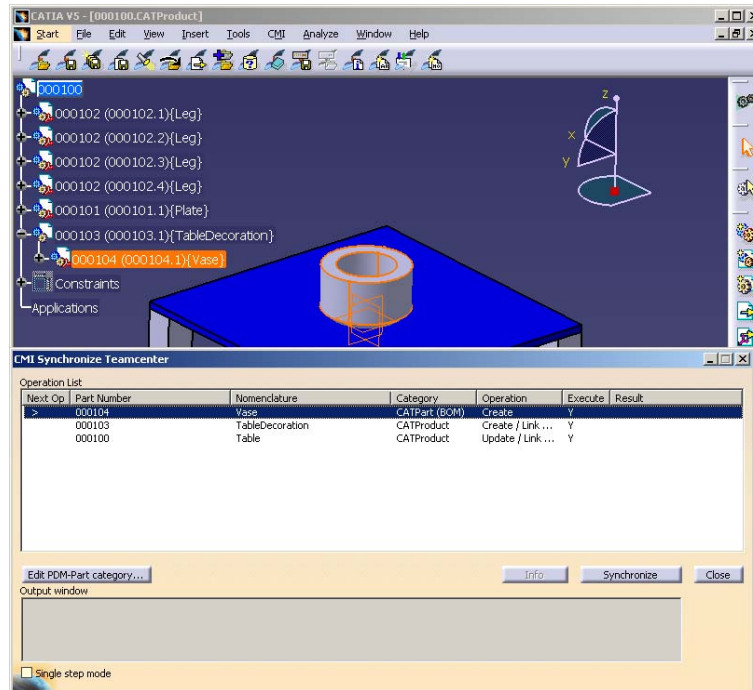 CATIA V5 - [000100.CATProduct]
Start File Edit View Insert Tools CMI Analyze Window Help
000100
000102 (000102.1){Leg}
000102 (000102.2){Leg}
000102 (000102.3){Leg}
000102 (000102.4){Leg}
000101 (000101.1){Plate}
000103 (000103.1){TableDecoration}
000104 (000104.1){Vase}
Constraints
Applications
z
x
y
CMI Synchronize Teamcenter
Operation List
Next Op Part Number Nomenclature Category Operation Execute Result
> 000104 Vase CATPart (BOM) Create Y
000103 TableDecoration CATProduct Create / Link ... Y
000100 Table CATProduct Update / Link ... Y
Edit PDM-Part category... Info Synchronize Close
Output window
Single step mode